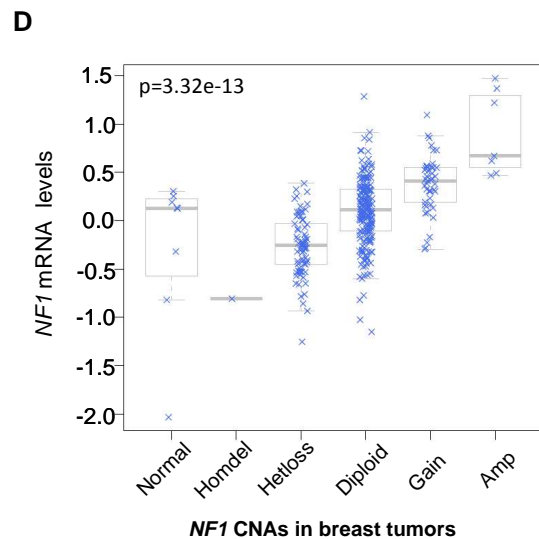 D
p=3.32e-13
1.5
1.0
0.5
0.0
-0.5
-1.0
-1.5
-2.0
NF1 mRNA levels
Normal
Homdel
Hetloss
Diploid
Gain
Amp
NF1 CNAs in breast tumors